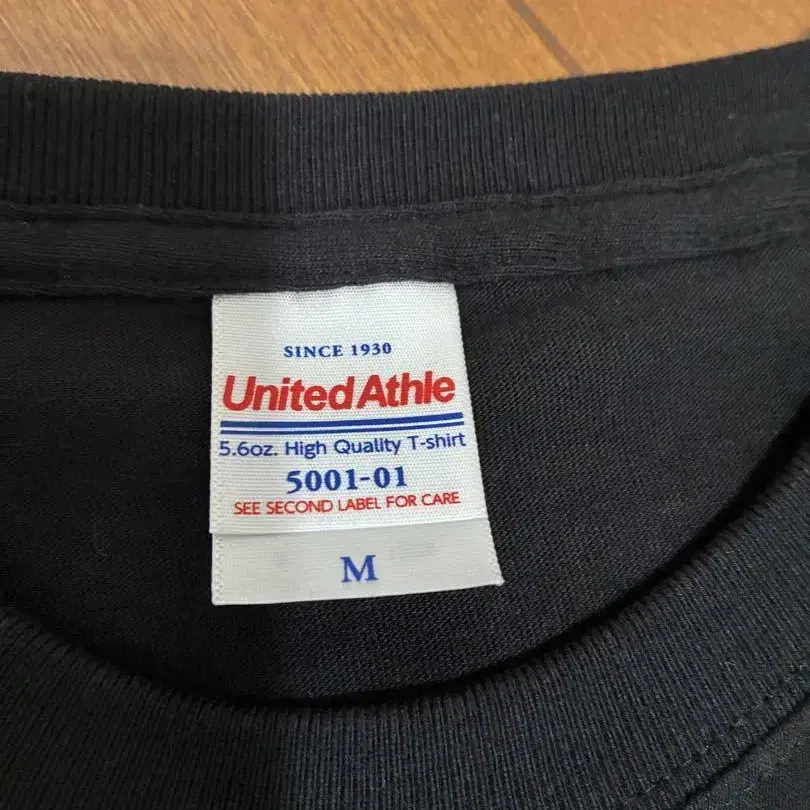 SINCE 1930
United Athle
5.6oz. High Quality T-shirt
5001-01
SEE SECOND LABEL FOR CARE
M